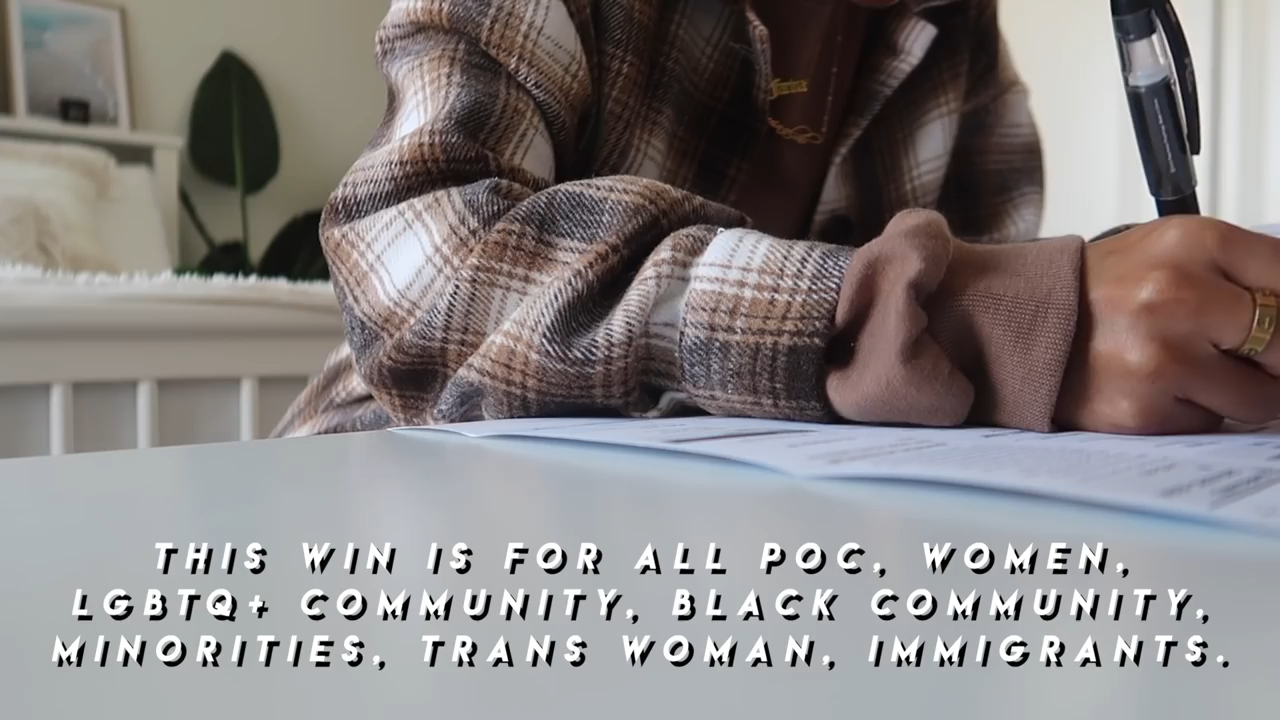 THIS WIN IS FOR ALL POC, WOMEN,
LGBTQ+ COMMUNITY, BLACK COMMUNITY,
MINORITIES, TRANS WOMAN, IMMIGRANTS.